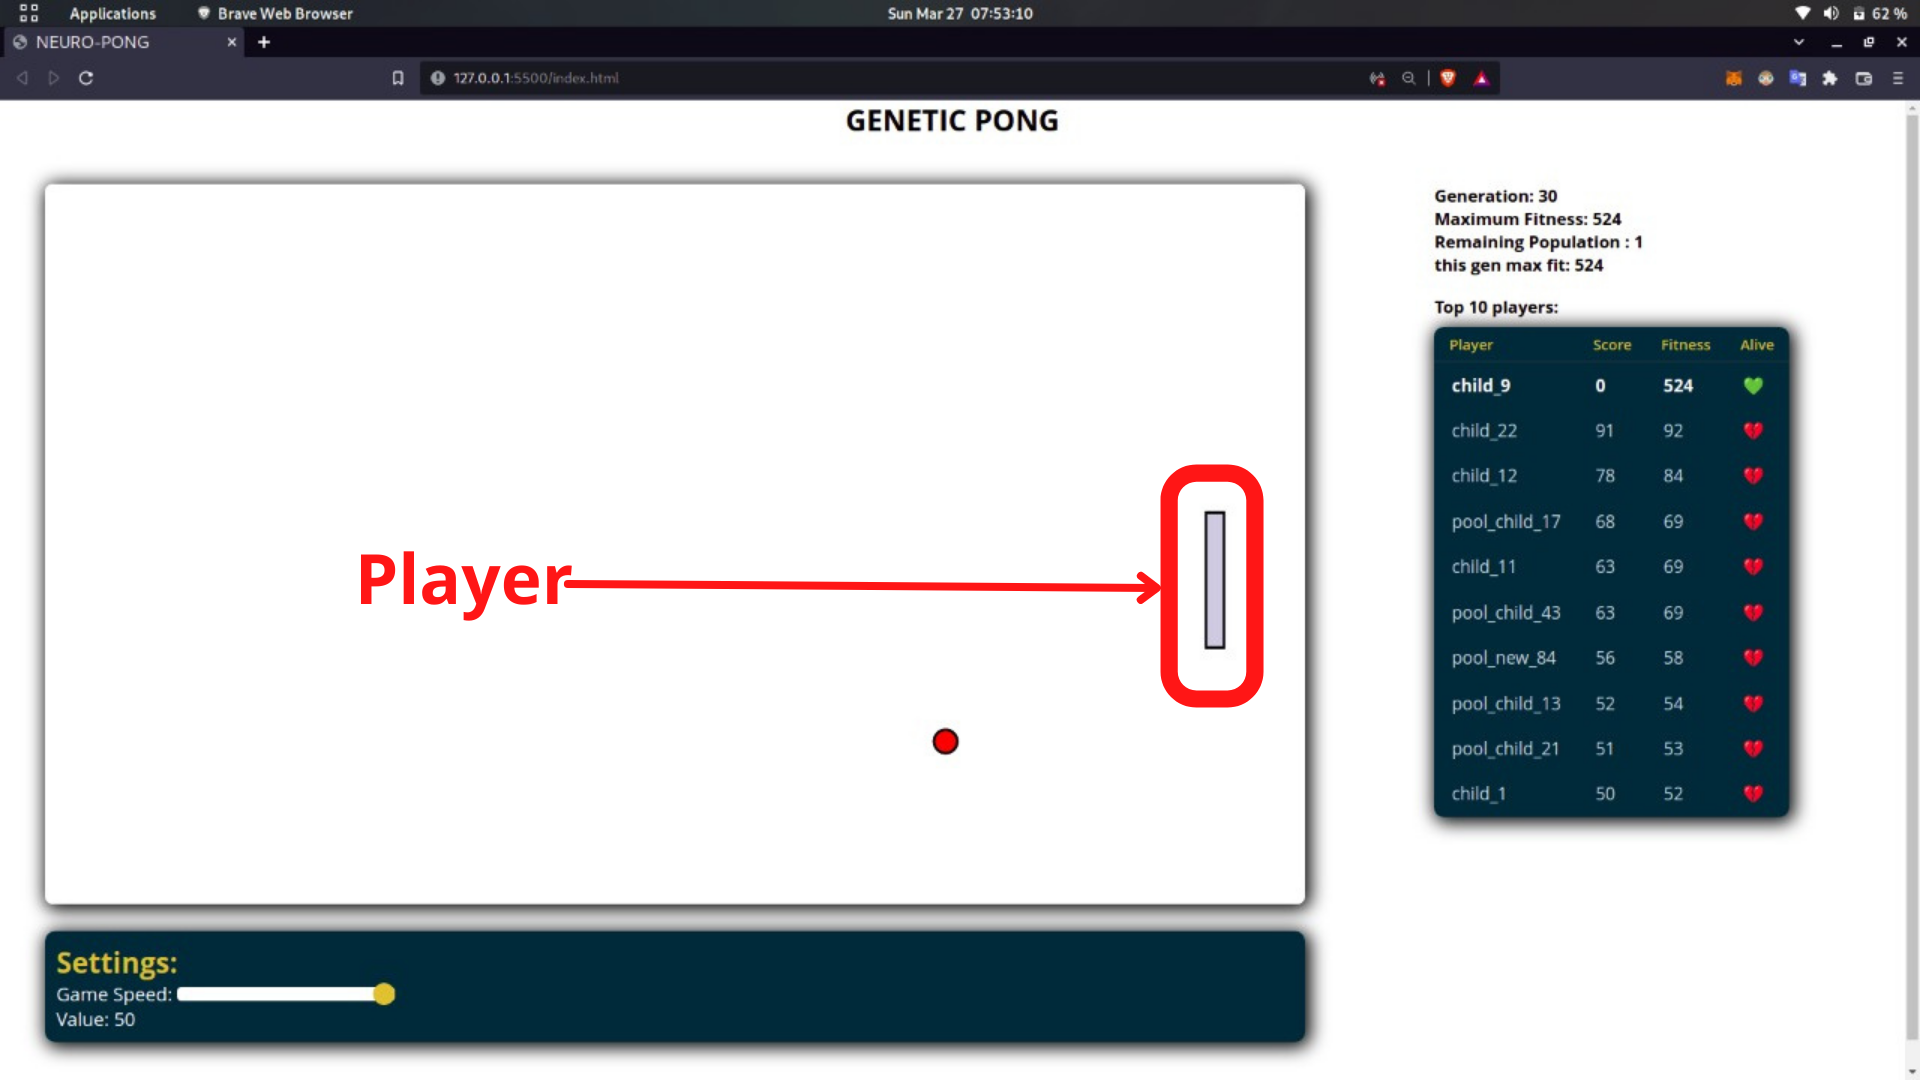 Applications Brave Web Browser Sun Mar 27 07:53:10 62 %
NEURO-PONG
127.0.0.1:5500/index.html
GENETIC PONG
Generation: 30
Maximum Fitness: 524
Remaining Population : 1
this gen max fit: 524
Top 10 players:
Player Score Fitness Alive
child_9 0 524
child_22 91 92
child_12 78 84
pool_child_17 68 69
child_11 63 69
pool_child_43 63 69
pool_new_84 56 58
pool_child_13 52 54
pool_child_21 51 53
child_1 50 52
Player
Settings:
Game Speed:
Value: 50